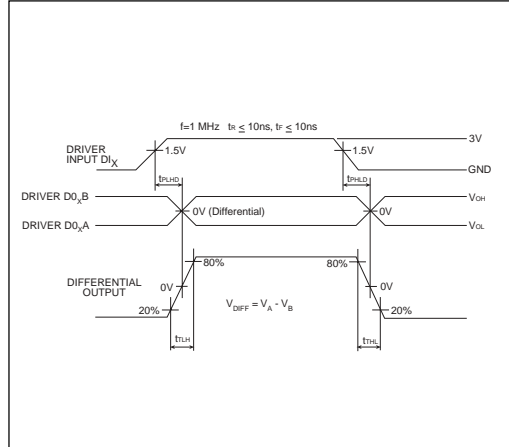 f=1 MHz tR ≤ 10ns, tF ≤ 10ns
3V
DRIVER
INPUT DIX
1.5V
1.5V
GND
tPLHD
tPHLD
DRIVER D0XB
VOH
0V (Differential)
0V
DRIVER D0XA
VOL
80%
80%
DIFFERENTIAL
OUTPUT
0V
0V
VDIFF = VA - VB
20%
20%
tTLH
tTHL